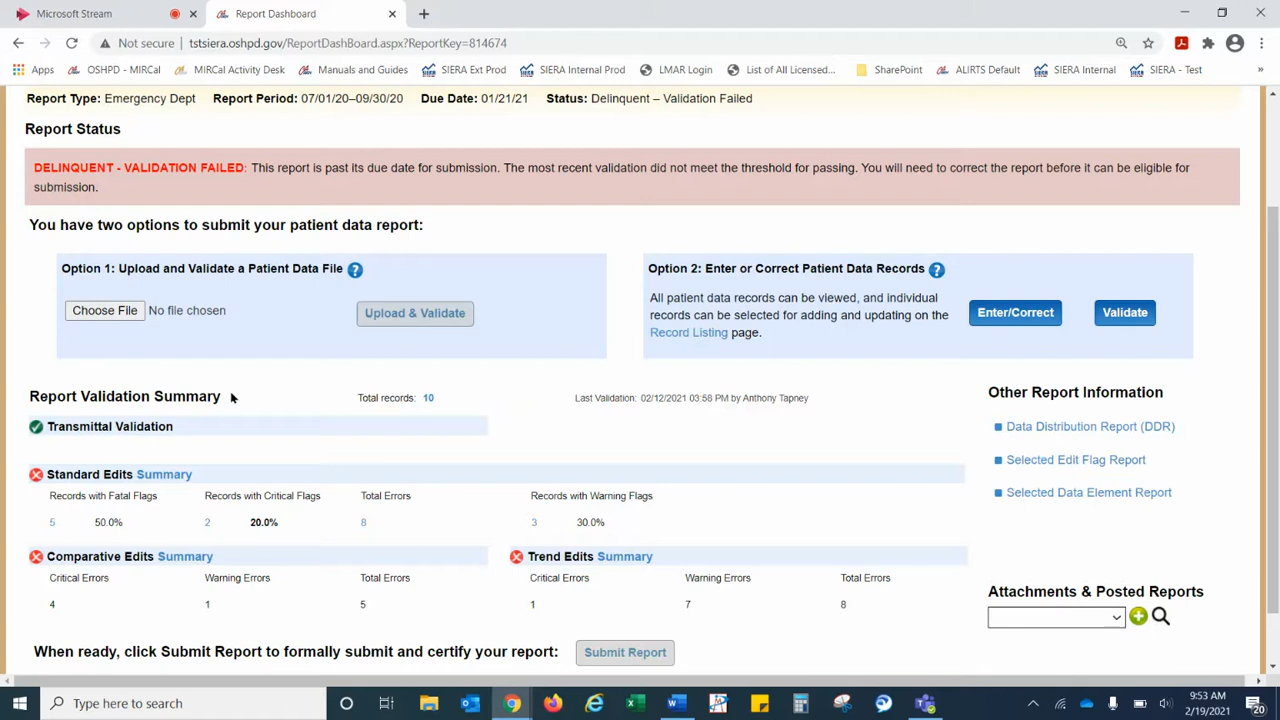 Microsoft Stream
Report Dashboard
Not secure
tstsiera.oshpd.gov/ReportDashBoard.aspx?ReportKey=814674
Apps
OSHPD - MIRCal
MIRCal Activity Desk
Manuals and Guides
SIERA Ext Prod
SIERA Internal Prod
LMAR Login
List of All Licensed...
SharePoint
ALIRTS Default
SIERA Internal
SIERA - Test
»
Report Type: Emergency Dept Report Period: 07/01/20–09/30/20 Due Date: 01/21/21 Status: Delinquent – Validation Failed
Report Status
DELINQUENT - VALIDATION FAILED: This report is past its due date for submission. The most recent validation did not meet the threshold for passing. You will need to correct the report before it can be eligible for
submission.
You have two options to submit your patient data report:
Option 1: Upload and Validate a Patient Data File ?
Choose File No file chosen
Upload & Validate
Option 2: Enter or Correct Patient Data Records ?
All patient data records can be viewed, and individual
records can be selected for adding and updating on the
Record Listing page.
Enter/Correct
Validate
Report Validation Summary
Total records: 10
Last Validation: 02/12/2021 03:58 PM by Anthony Tapney
Transmittal Validation
Standard Edits Summary
Records with Fatal Flags Records with Critical Flags Total Errors Records with Warning Flags
5 50.0% 2 20.0% 8 3 30.0%
Comparative Edits Summary
Critical Errors Warning Errors Total Errors
4 1 5
Trend Edits Summary
Critical Errors Warning Errors Total Errors
1 7 8
Other Report Information
Data Distribution Report (DDR)
Selected Edit Flag Report
Selected Data Element Report
Attachments & Posted Reports
When ready, click Submit Report to formally submit and certify your report:
Submit Report
Type here to search
9:53 AM
2/19/2021
20